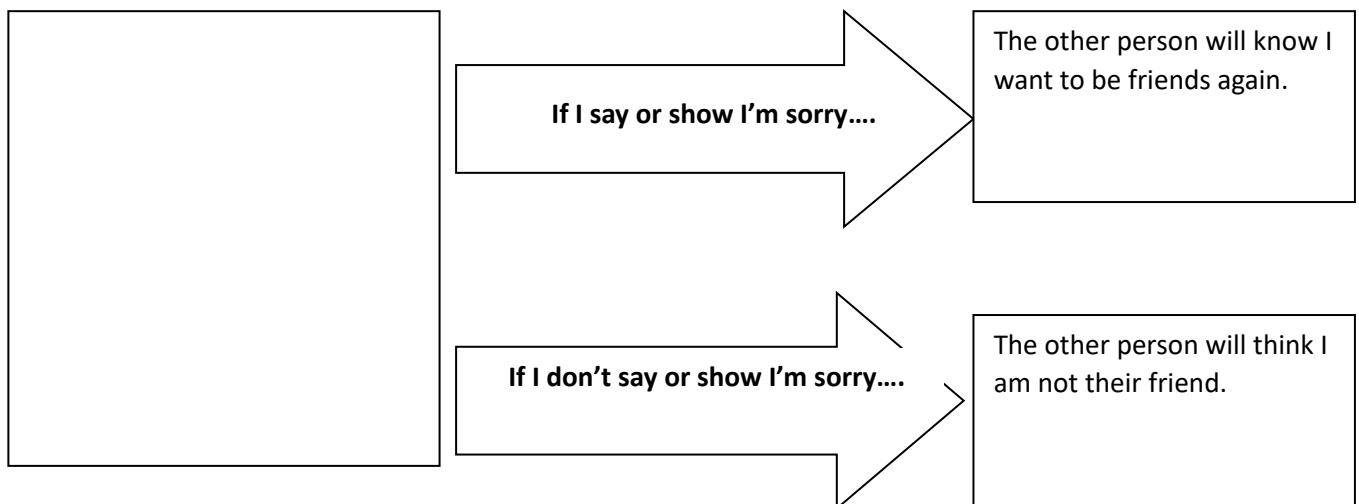 If I say or show I’m sorry….
The other person will know I
want to be friends again.
If I don’t say or show I’m sorry….
The other person will think I
am not their friend.